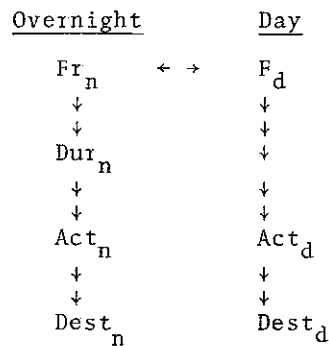 Overnight Day
Fr_n ← → F_d
↓ ↓
↓ ↓
Dur_n ↓
↓ ↓
↓ ↓
Act_n Act_d
↓ ↓
↓ ↓
Dest_n Dest_d